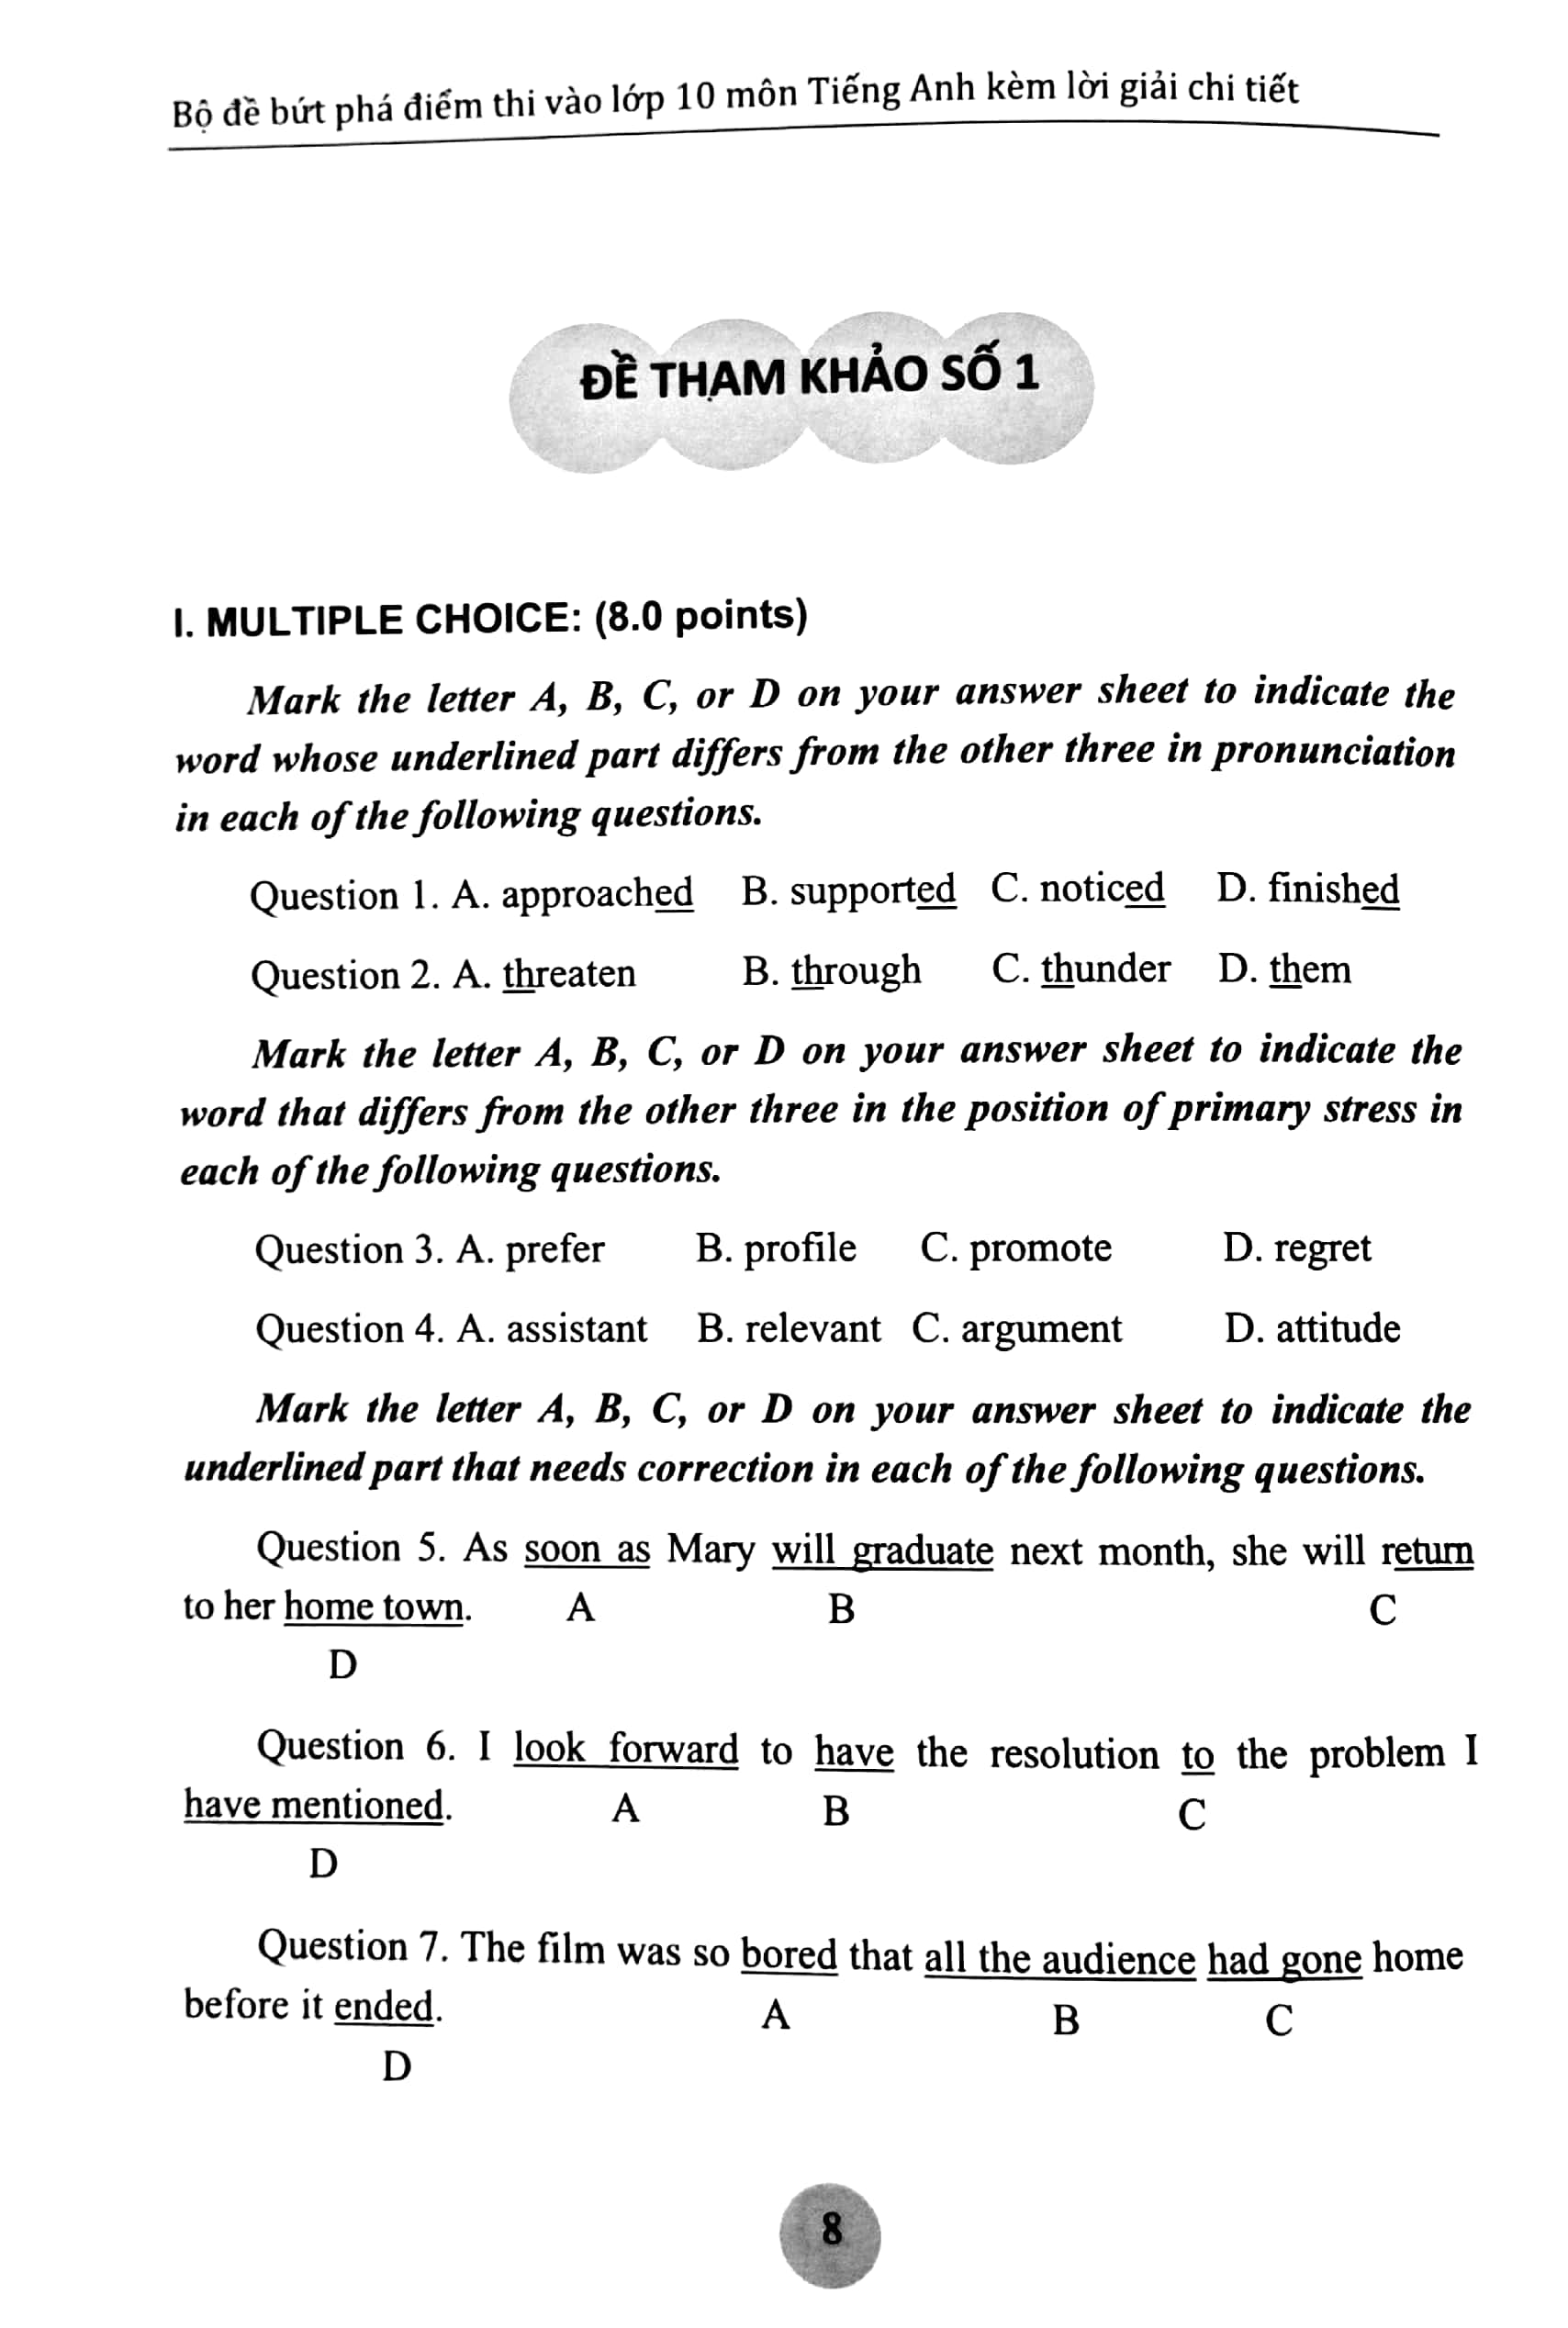 Bộ đề bứt phá điểm thi vào lớp 10 môn Tiếng Anh kèm lời giải chi tiết
ĐỀ THAM KHẢO SỐ 1
I. MULTIPLE CHOICE: (8.0 points)
Mark the letter A, B, C, or D on your answer sheet to indicate the
word whose underlined part differs from the other three in pronunciation
in each of the following questions.
Question 1. A. approached B. supported C. noticed D. finished
Question 2. A. threaten B. through C. thunder D. them
Mark the letter A, B, C, or D on your answer sheet to indicate the
word that differs from the other three in the position of primary stress in
each of the following questions.
Question 3. A. prefer B. profile C. promote D. regret
Question 4. A. assistant B. relevant C. argument D. attitude
Mark the letter A, B, C, or D on your answer sheet to indicate the
underlined part that needs correction in each of the following questions.
Question 5. As soon as Mary will graduate next month, she will return
to her home town. A B C
D
Question 6. I look forward to have the resolution to the problem I
have mentioned. A B C
D
Question 7. The film was so bored that all the audience had gone home
before it ended. A B C
D
8